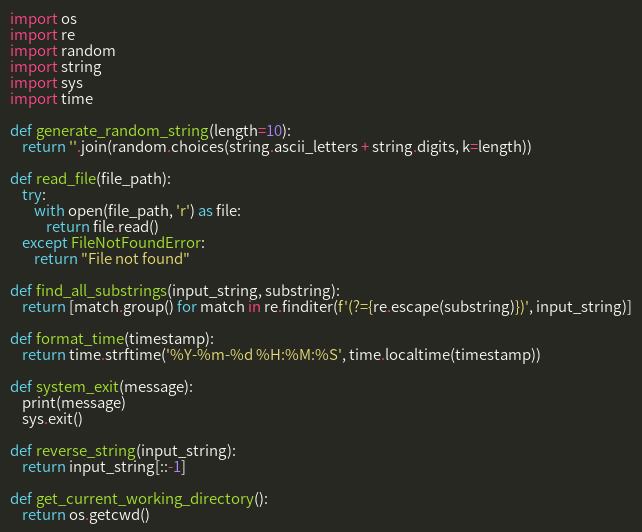 import os
import re
import random
import string
import sys
import time

def generate_random_string(length=10):
    return ''.join(random.choices(string.ascii_letters + string.digits, k=length))

def read_file(file_path):
    try:
        with open(file_path, 'r') as file:
            return file.read()
    except FileNotFoundError:
        return "File not found"

def find_all_substrings(input_string, substring):
    return [match.group() for match in re.finditer(f'(?={re.escape(substring)})', input_string)]

def format_time(timestamp):
    return time.strftime('%Y-%m-%d %H:%M:%S', time.localtime(timestamp))

def system_exit(message):
    print(message)
    sys.exit()

def reverse_string(input_string):
    return input_string[::-1]

def get_current_working_directory():
    return os.getcwd()